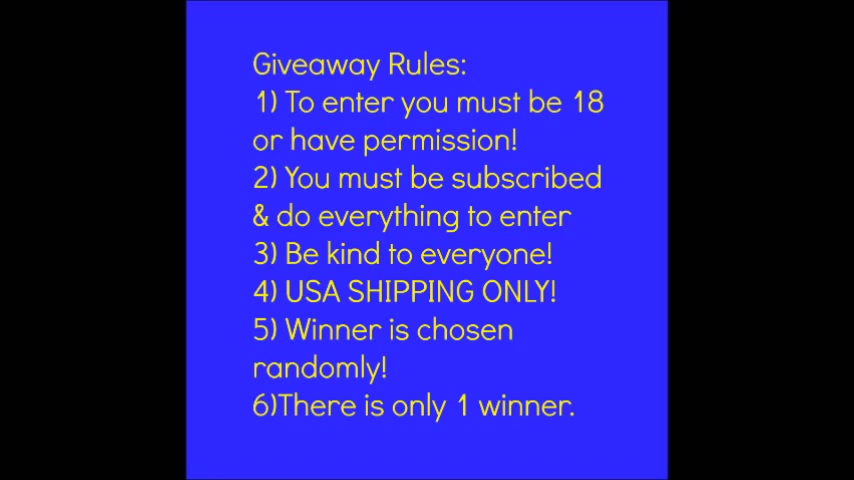 Giveaway Rules:
1) To enter you must be 18
or have permission!
2) You must be subscribed
& do everything to enter
3) Be kind to everyone!
4) USA SHIPPING ONLY!
5) Winner is chosen
randomly!
6)There is only 1 winner.